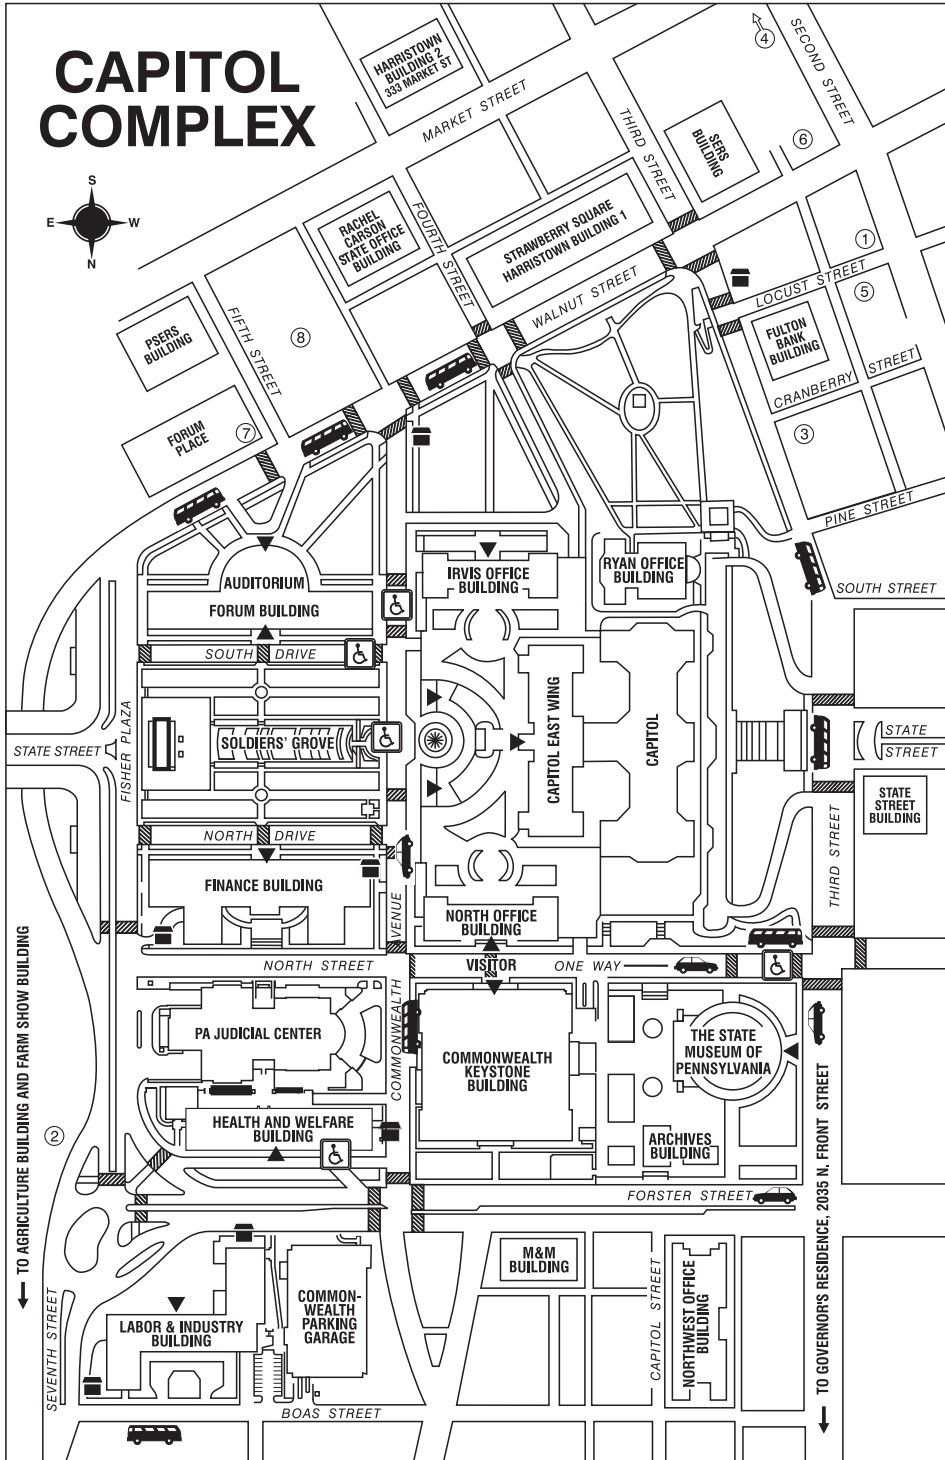 CAPITOL
COMPLEX
S
E
W
N
HARRISTOWN
BUILDING 2
333 MARKET ST
MARKET STREET
THIRD STREET
SECOND STREET
4
6
SERS
BUILDING
RACHEL
CARSON
STATE OFFICE
BUILDING
FOURTH STREET
STRAWBERRY SQUARE
HARRISTOWN BUILDING 1
WALNUT STREET
1
LOCUST STREET
5
PSERS
BUILDING
FIFTH STREET
8
FULTON
BANK
BUILDING
CRANBERRY STREET
FORUM
PLACE
7
3
PINE STREET
AUDITORIUM
FORUM BUILDING
IRVIS OFFICE
BUILDING
RYAN OFFICE
BUILDING
SOUTH STREET
SOUTH DRIVE
FISHER PLAZA
STATE STREET
SOLDIERS' GROVE
CAPITOL EAST WING
CAPITOL
STATE
STREET
STATE
STREET
BUILDING
NORTH DRIVE
THIRD STREET
FINANCE BUILDING
NORTH OFFICE
BUILDING
NORTH STREET
VISITOR
ONE WAY
COMMONWEALTH AVENUE
PA JUDICIAL CENTER
COMMONWEALTH
KEYSTONE
BUILDING
THE STATE
MUSEUM OF
PENNSYLVANIA
HEALTH AND WELFARE
BUILDING
ARCHIVES
BUILDING
2
TO AGRICULTURE BUILDING AND FARM SHOW BUILDING
FORSTER STREET
TO GOVERNOR'S RESIDENCE, 2035 N. FRONT STREET
M&M
BUILDING
CAPITOL STREET
NORTHWEST OFFICE
BUILDING
SEVENTH STREET
LABOR & INDUSTRY
BUILDING
COMMON-
WEALTH
PARKING
GARAGE
BOAS STREET